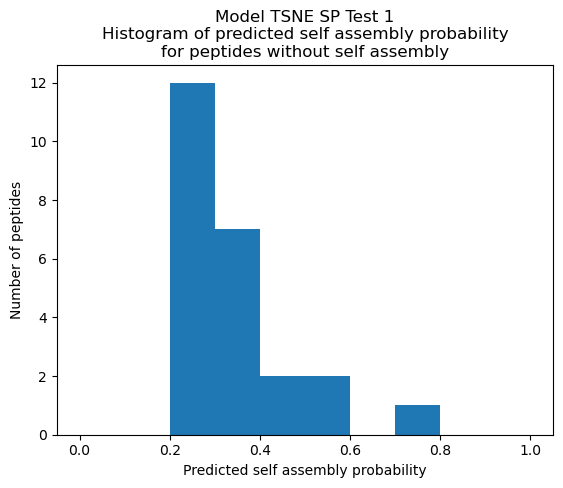 Model TSNE SP Test 1
Histogram of predicted self assembly probability
for peptides without self assembly
12
10
8
6
4
2
0
Number of peptides
0.0 0.2 0.4 0.6 0.8 1.0
Predicted self assembly probability